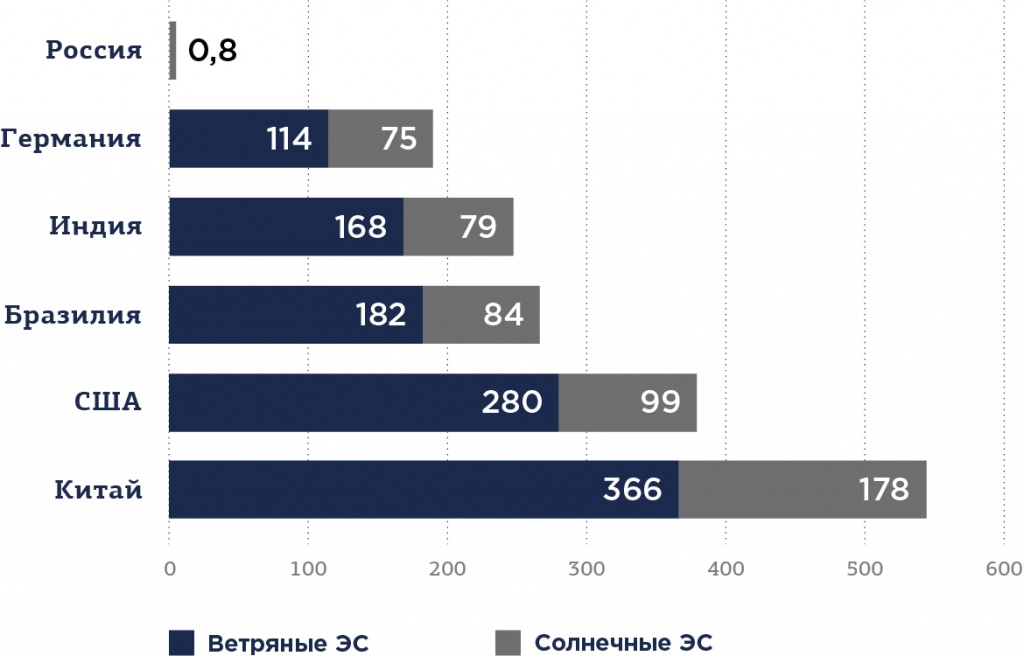 Россия 0,8
Германия 114 75
Индия 168 79
Бразилия 182 84
США 280 99
Китай 366 178
0 100 200 300 400 500 600
Ветряные ЭС Солнечные ЭС